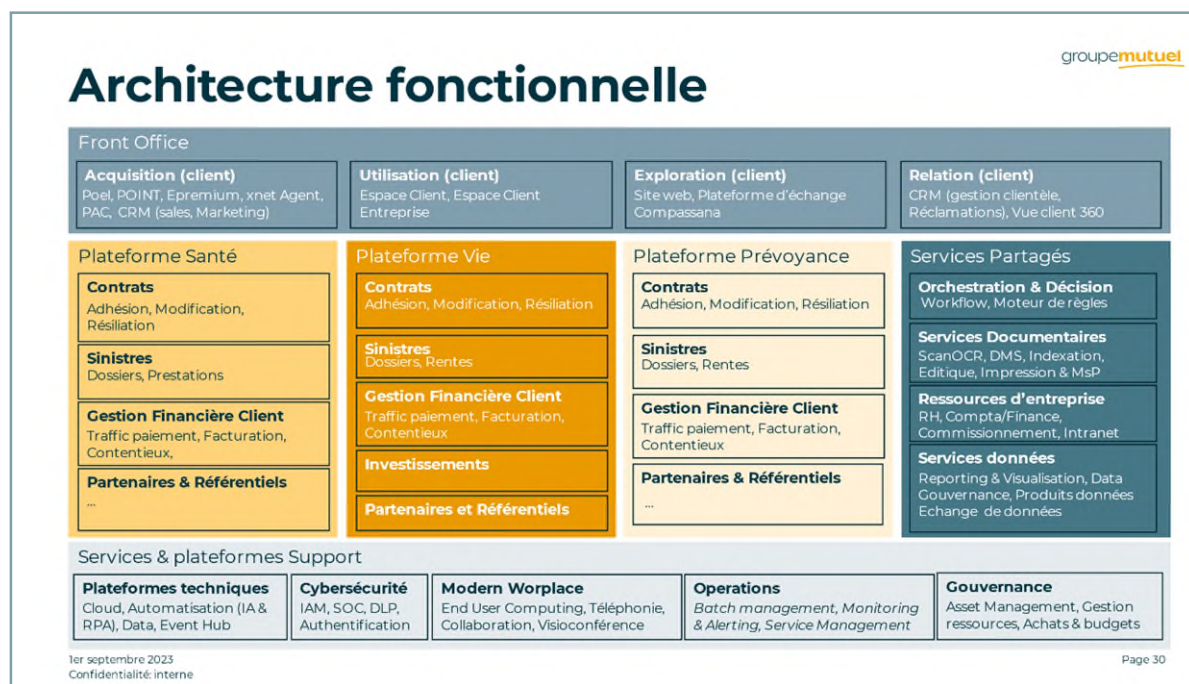 groupemutuel
Architecture fonctionnelle
Front Office
Acquisition (client)
Poel, POINT, Epremium, xnet Agent,
PAC, CRM (sales, Marketing)
Utilisation (client)
Espace Client, Espace Client
Entreprise
Exploration (client)
Site web, Plateforme d'échange
Compassana
Relation (client)
CRM (gestion clientèle,
Réclamations), Vue client 360
Plateforme Santé
Contrats
Adhésion, Modification,
Résiliation
Sinistres
Dossiers, Prestations
Gestion Financière Client
Traffic paiement, Facturation,
Contentieux,
Partenaires & Référentiels
...
Plateforme Vie
Contrats
Adhésion, Modification, Résiliation
Sinistres
Dossiers, Rentes
Gestion Financière Client
Traffic paiement, Facturation,
Contentieux
Investissements
Partenaires et Référentiels
Plateforme Prévoyance
Contrats
Adhésion, Modification, Résiliation
Sinistres
Dossiers, Rentes
Gestion Financière Client
Traffic paiement, Facturation,
Contentieux
Partenaires & Référentiels
...
Services Partagés
Orchestration & Décision
Workflow, Moteur de règles
Services Documentaires
ScanOCR, DMS, Indexation,
Editique, Impression & MsP
Ressources d'entreprise
RH, Compta/Finance,
Commissionnement, Intranet
Services données
Reporting & Visualisation, Data
Gouvernance, Produits données
Echange de données
Services & plateformes Support
Plateformes techniques
Cloud, Automatisation (IA &
RPA), Data, Event Hub
Cybersécurité
IAM, SOC, DLP,
Authentification
Modern Worplace
End User Computing, Téléphonie,
Collaboration, Visioconférence
Operations
Batch management, Monitoring
& Alerting, Service Management
Gouvernance
Asset Management, Gestion
ressources, Achats & budgets
1er septembre 2023
Confidentialité: interne
Page 30